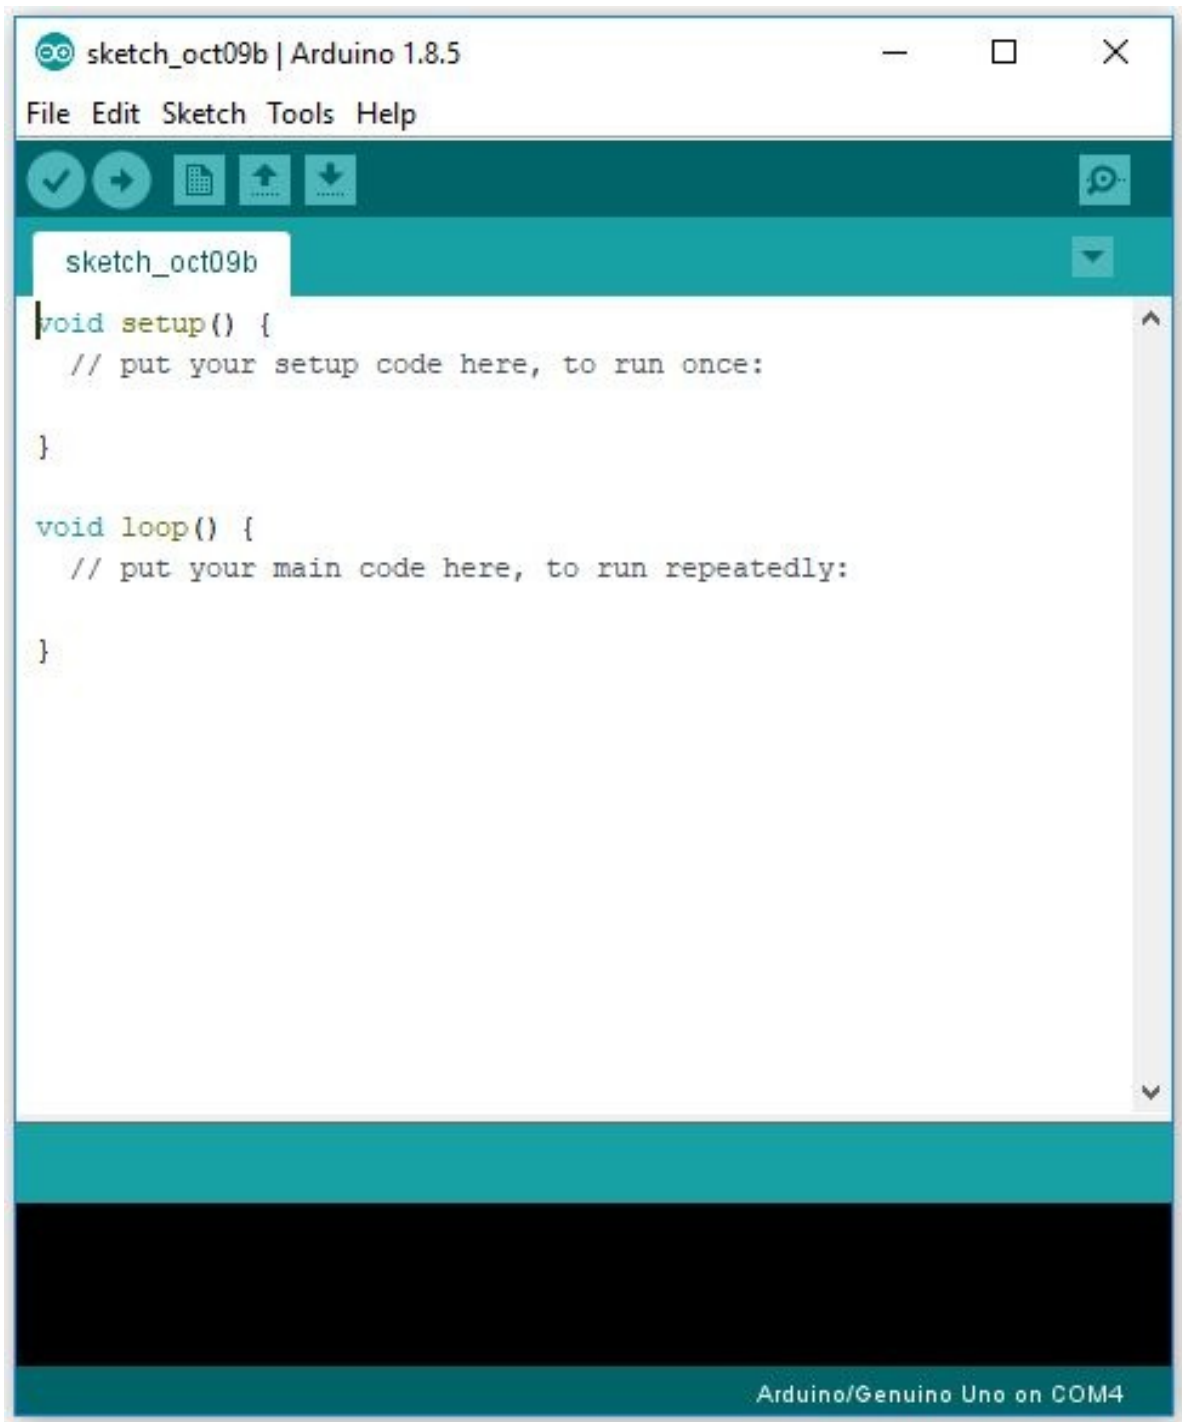 sketch_oct09b | Arduino 1.8.5
File Edit Sketch Tools Help
sketch_oct09b
void setup() {
  // put your setup code here, to run once:
}
void loop() {
  // put your main code here, to run repeatedly:
}
Arduino/Genuino Uno on COM4